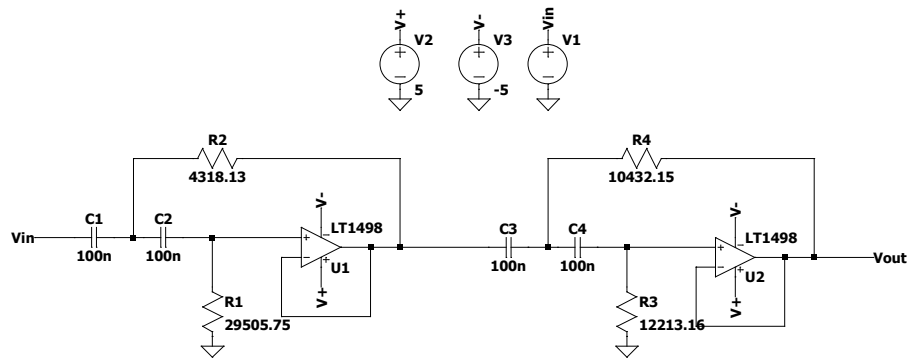 V+
V-
Vin
V2
V3
V1
5
-5
R2
4318.13
R4
10432.15
Vin
C1
100n
C2
100n
V-
LT1498
U1
V+
R1
29505.75
C3
100n
C4
100n
V-
LT1498
U2
V+
R3
12213.16
Vout